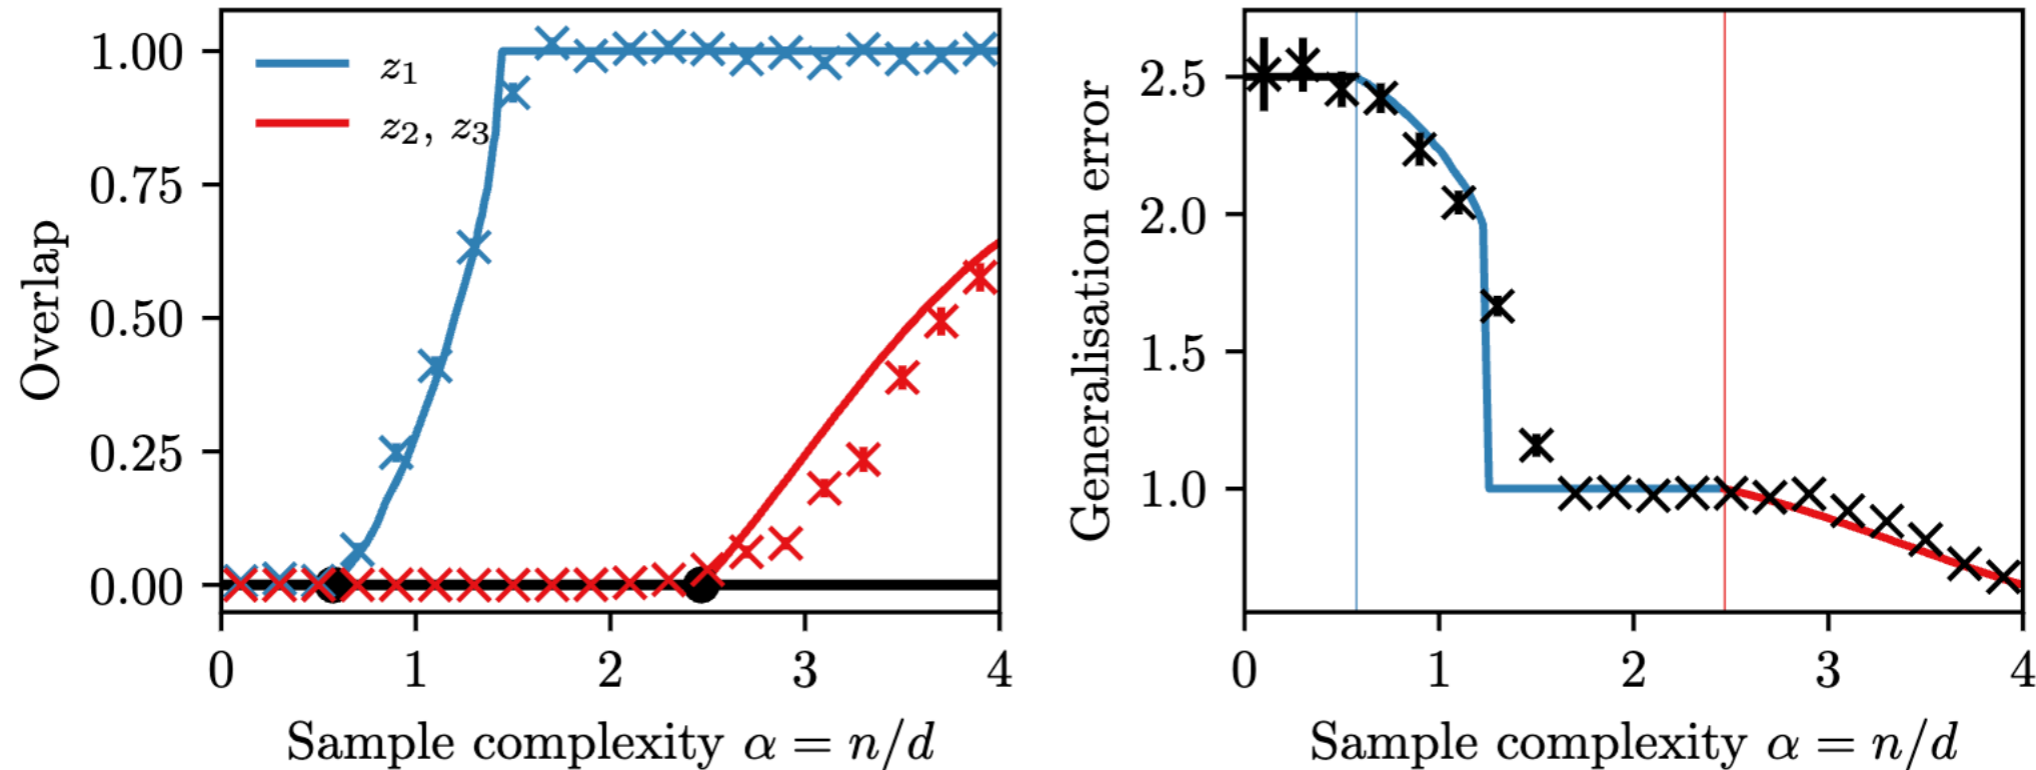 1.00
0.75
0.50
0.25
0.00
Overlap
z₁
z₂, z₃
0 1 2 3 4
Sample complexity α = n/d
2.5
2.0
1.5
1.0
Generalisation error
0 1 2 3 4
Sample complexity α = n/d